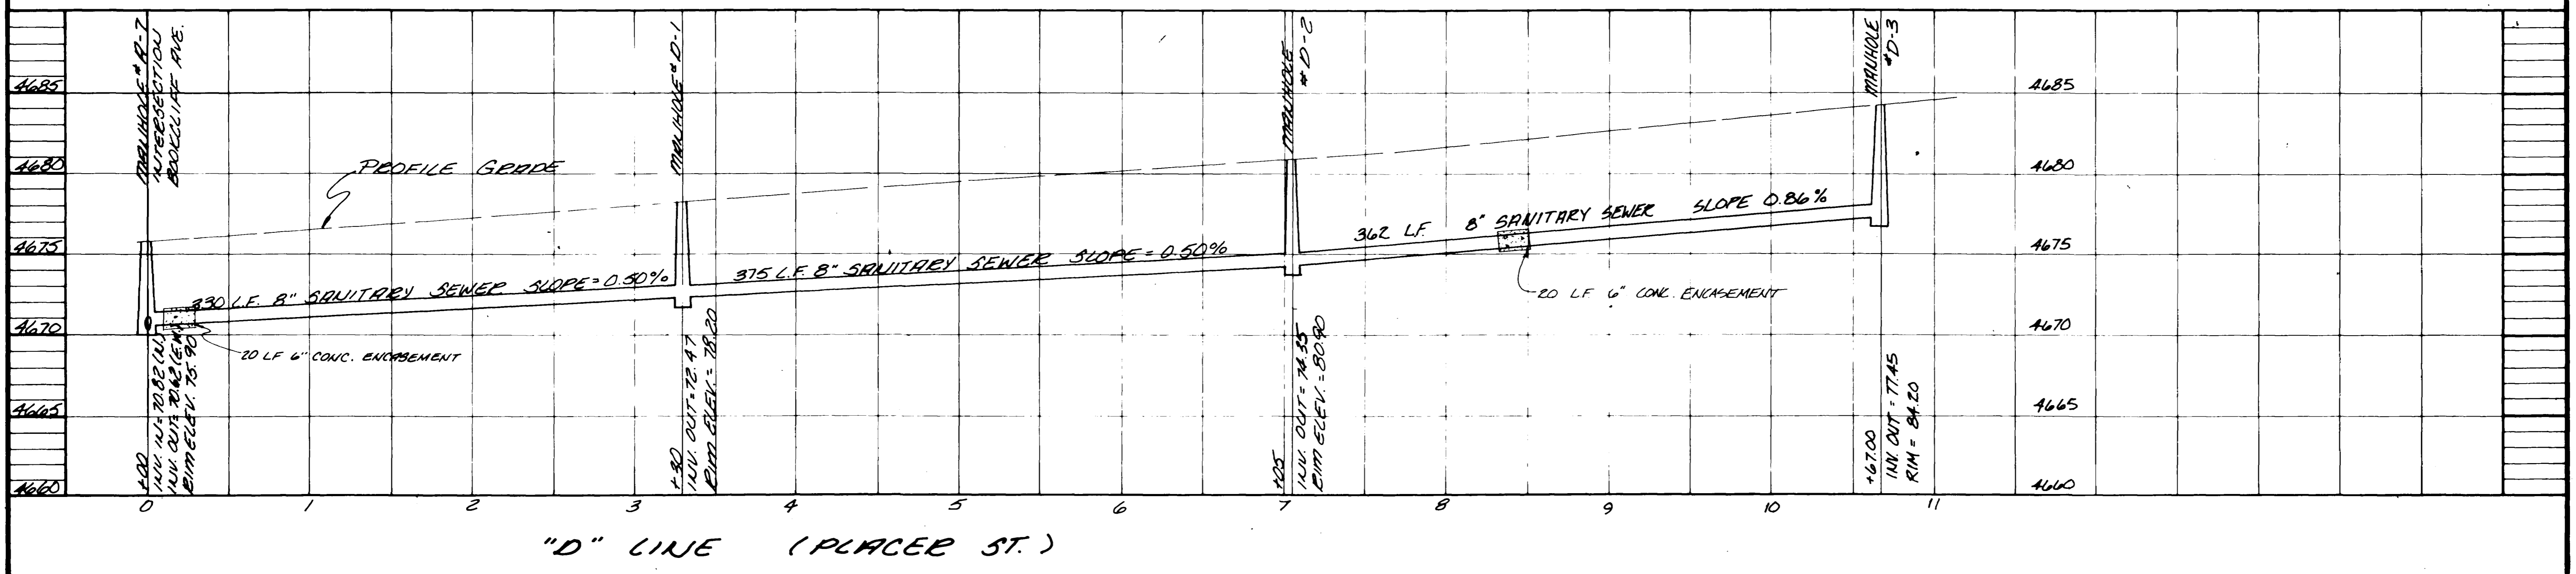 MANHOLE # A-7
INTERSECTION
BOOKCLIFF AVE.
MANHOLE # D-1
MANHOLE
# D-2
MANHOLE
# D-3
4685
4680
4675
4670
4665
4660
4685
4680
4675
4670
4665
4660
PROFILE GRADE
330 L.F. 8" SANITARY SEWER SLOPE = 0.50%
375 L.F. 8" SANITARY SEWER SLOPE = 0.50%
362 LF. 8" SANITARY SEWER SLOPE 0.86%
20 LF 6" CONC. ENCASEMENT
20 LF 6" CONC. ENCASEMENT
+00
INV. IN = 70.82 (N.)
INV. OUT = 70.62 (E.W.)
RIM ELEV. 75.90
+30
INV. OUT = 72.47
RIM ELEV. = 78.20
+05
INV. OUT = 74.35
RIM ELEV. = 80.90
+67.00
INV. OUT = 77.45
RIM = 84.20
0 1 2 3 4 5 6 7 8 9 10 11
"D" LINE (PLACER ST.)